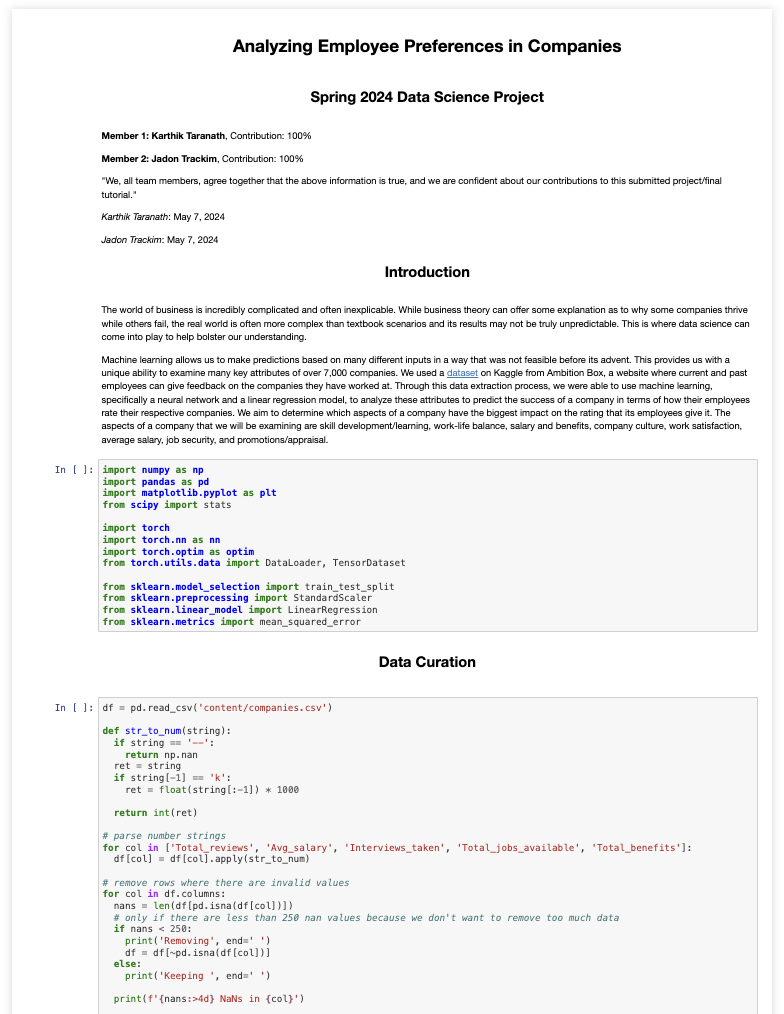 Analyzing Employee Preferences in Companies
Spring 2024 Data Science Project
Member 1: Karthik Taranath, Contribution: 100%
Member 2: Jadon Trackim, Contribution: 100%
"We, all team members, agree together that the above information is true, and we are confident about our contributions to this submitted project/final
tutorial."
Karthik Taranath: May 7, 2024
Jadon Trackim: May 7, 2024
Introduction
The world of business is incredibly complicated and often inexplicable. While business theory can offer some explanation as to why some companies thrive
while others fail, the real world is often more complex than textbook scenarios and its results may not be truly unpredictable. This is where data science can
come into play to help bolster our understanding.
Machine learning allows us to make predictions based on many different inputs in a way that was not feasible before its advent. This provides us with a
unique ability to examine many key attributes of over 7,000 companies. We used a dataset on Kaggle from Ambition Box, a website where current and past
employees can give feedback on the companies they have worked at. Through this data extraction process, we were able to use machine learning,
specifically a neural network and a linear regression model, to analyze these attributes to predict the success of a company in terms of how their employees
rate their respective companies. We aim to determine which aspects of a company have the biggest impact on the rating that its employees give it. The
aspects of a company that we will be examining are skill development/learning, work-life balance, salary and benefits, company culture, work satisfaction,
average salary, job security, and promotions/appraisal.
In [ ]: import numpy as np
import pandas as pd
import matplotlib.pyplot as plt
from scipy import stats
import torch
import torch.nn as nn
import torch.optim as optim
from torch.utils.data import DataLoader, TensorDataset
from sklearn.model_selection import train_test_split
from sklearn.preprocessing import StandardScaler
from sklearn.linear_model import LinearRegression
from sklearn.metrics import mean_squared_error
Data Curation
In [ ]: df = pd.read_csv('content/companies.csv')
def str_to_num(string):
  if string == '--':
    return np.nan
  ret = string
  if string[-1] == 'k':
    ret = float(string[:-1]) * 1000
  return int(ret)
# parse number strings
for col in ['Total_reviews', 'Avg_salary', 'Interviews_taken', 'Total_jobs_available', 'Total_benefits']:
  df[col] = df[col].apply(str_to_num)
# remove rows where there are invalid values
for col in df.columns:
  nans = len(df[pd.isna(df[col])])
  # only if there are less than 250 nan values because we don't want to remove too much data
  if nans < 250:
    print('Removing', end=' ')
    df = df[~pd.isna(df[col])]
  else:
    print('Keeping ', end=' ')
  print(f'{nans:>4d} NaNs in {col}')